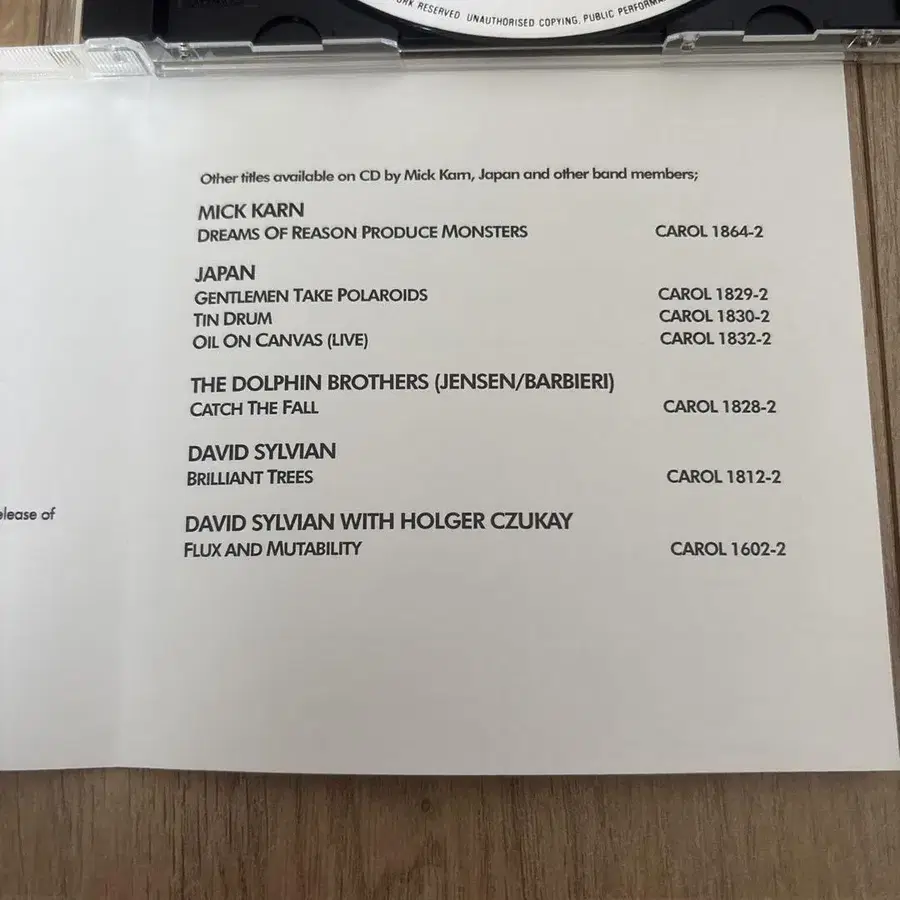 ORK RESERVED. UNAUTHORISED COPYING, PUBLIC PERFORMA
Other titles available on CD by Mick Karn, Japan and other band members;
MICK KARN
DREAMS OF REASON PRODUCE MONSTERS CAROL 1864-2
JAPAN
GENTLEMEN TAKE POLAROIDS CAROL 1829-2
TIN DRUM CAROL 1830-2
OIL ON CANVAS (LIVE) CAROL 1832-2
THE DOLPHIN BROTHERS (JENSEN/BARBIERI)
CATCH THE FALL CAROL 1828-2
DAVID SYLVIAN
BRILLIANT TREES CAROL 1812-2
elease of
DAVID SYLVIAN WITH HOLGER CZUKAY
FLUX AND MUTABILITY CAROL 1602-2